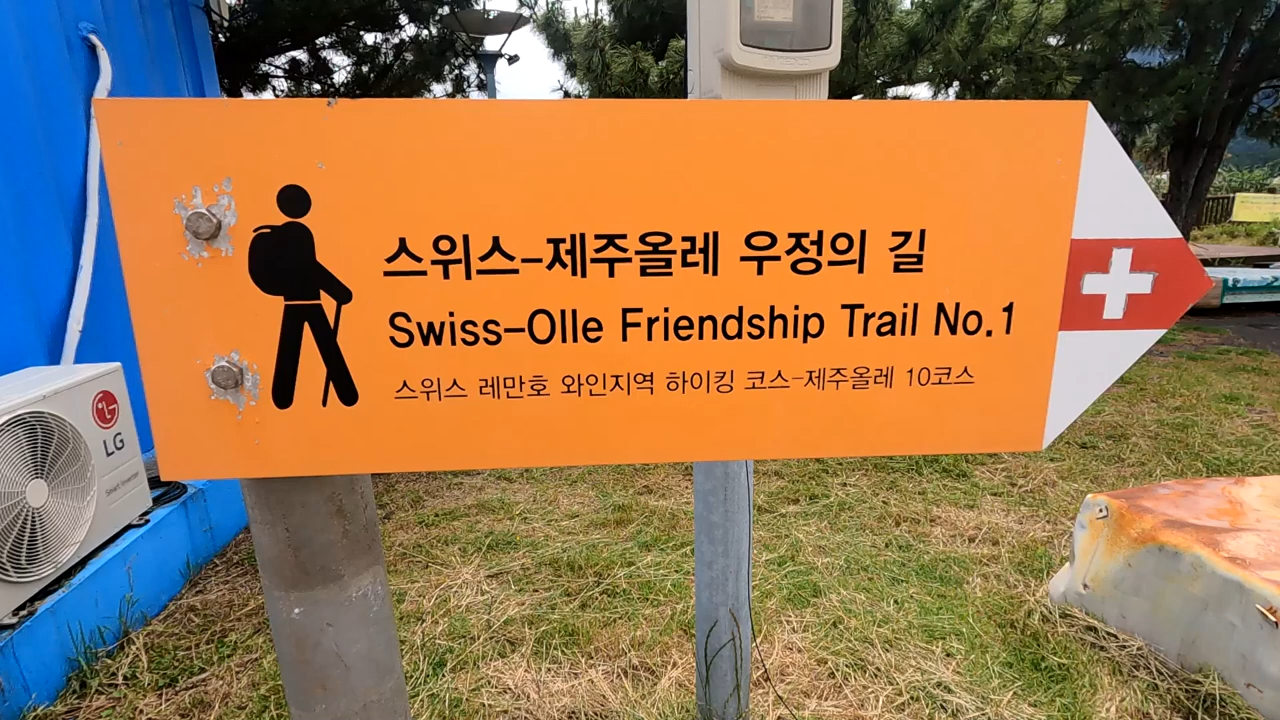 스위스-제주올레 우정의 길
Swiss-Olle Friendship Trail No.1
스위스 레만호 와인지역 하이킹 코스-제주올레 10코스
LG
Smart Inverter